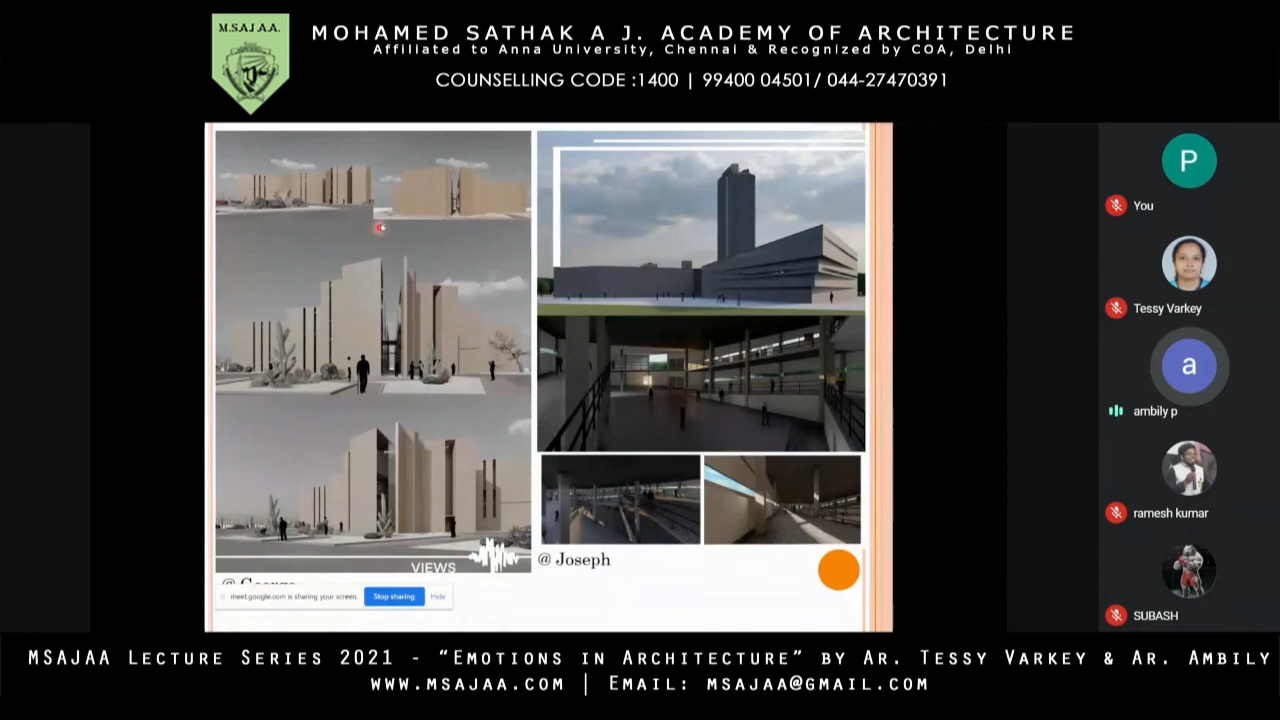 M.SAJAA.
MOHAMED SATHAK A J. ACADEMY OF ARCHITECTURE
Affiliated to Anna University, Chennai & Recognized by COA, Delhi
COUNSELLING CODE :1400 | 99400 04501/ 044-27470391
P
You
Tessy Varkey
a
ambily p
ramesh kumar
SUBASH
VIEWS
@ Joseph
meet.google.com is sharing your screen.
Stop sharing
Hide
MSAJAA Lecture Series 2021 - “Emotions in Architecture” by Ar. Tessy Varkey & Ar. Ambily
www.msajaa.com | Email: msajaa@gmail.com